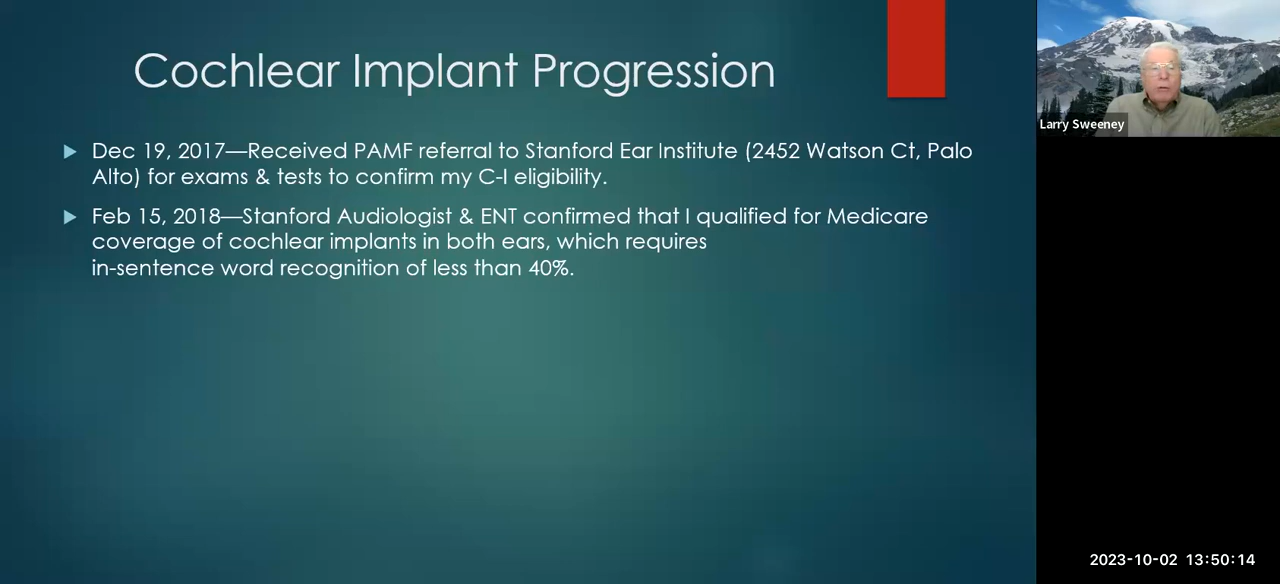 Cochlear Implant Progression
Dec 19, 2017—Received PAMF referral to Stanford Ear Institute (2452 Watson Ct, Palo
Alto) for exams & tests to confirm my C-I eligibility.
Feb 15, 2018—Stanford Audiologist & ENT confirmed that I qualified for Medicare
coverage of cochlear implants in both ears, which requires
in-sentence word recognition of less than 40%.
Larry Sweeney
2023-10-02 13:50:14